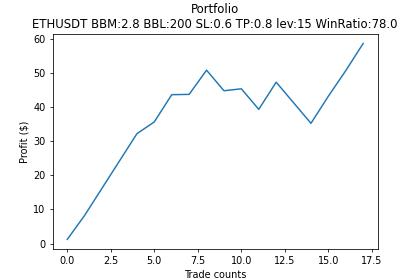 Portfolio
ETHUSDT BBM:2.8 BBL:200 SL:0.6 TP:0.8 lev:15 WinRatio:78.0
60
50
40
30
20
10
0
Profit ($)
0.0 2.5 5.0 7.5 10.0 12.5 15.0 17.5
Trade counts